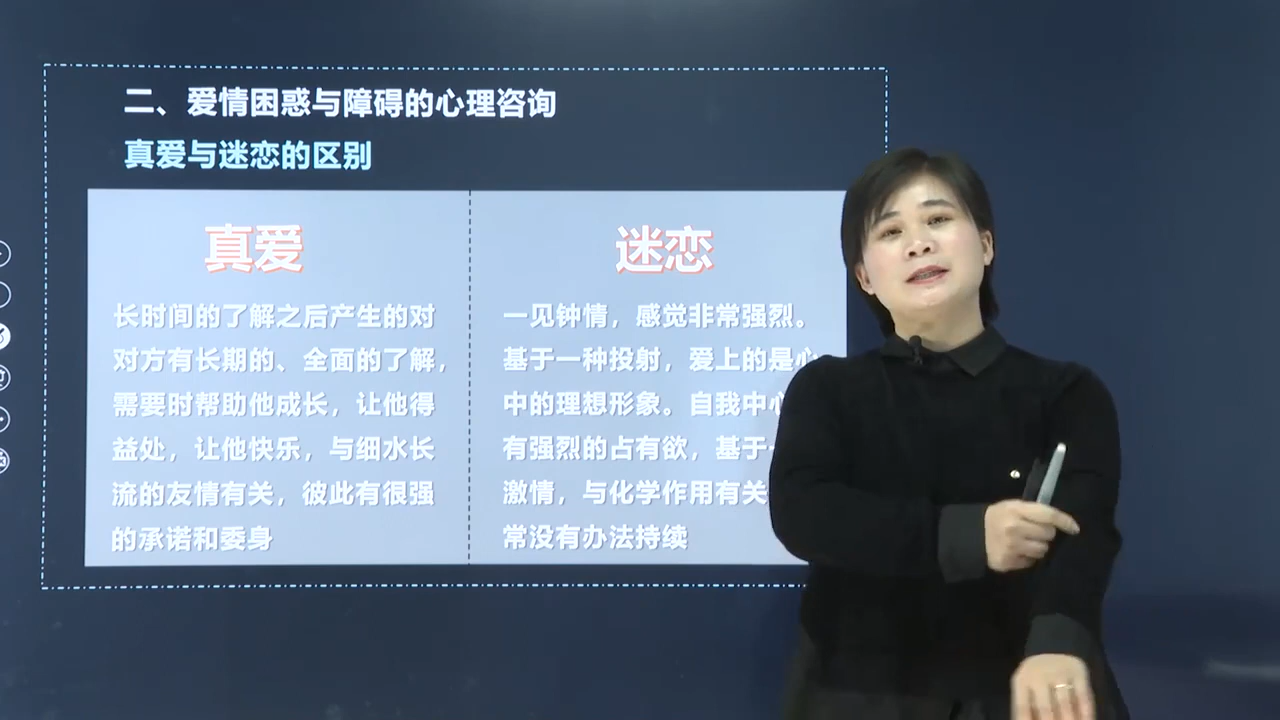 二、爱情困惑与障碍的心理咨询
真爱与迷恋的区别
真爱
长时间的了解之后产生的对
对方有长期的、全面的了解，
需要时帮助他成长，让他得
益处，让他快乐，与细水长
流的友情有关，彼此有很强
的承诺和委身
迷恋
一见钟情，感觉非常强烈。
基于一种投射，爱上的是心
中的理想形象。自我中心
有强烈的占有欲，基于
激情，与化学作用有关
常没有办法持续